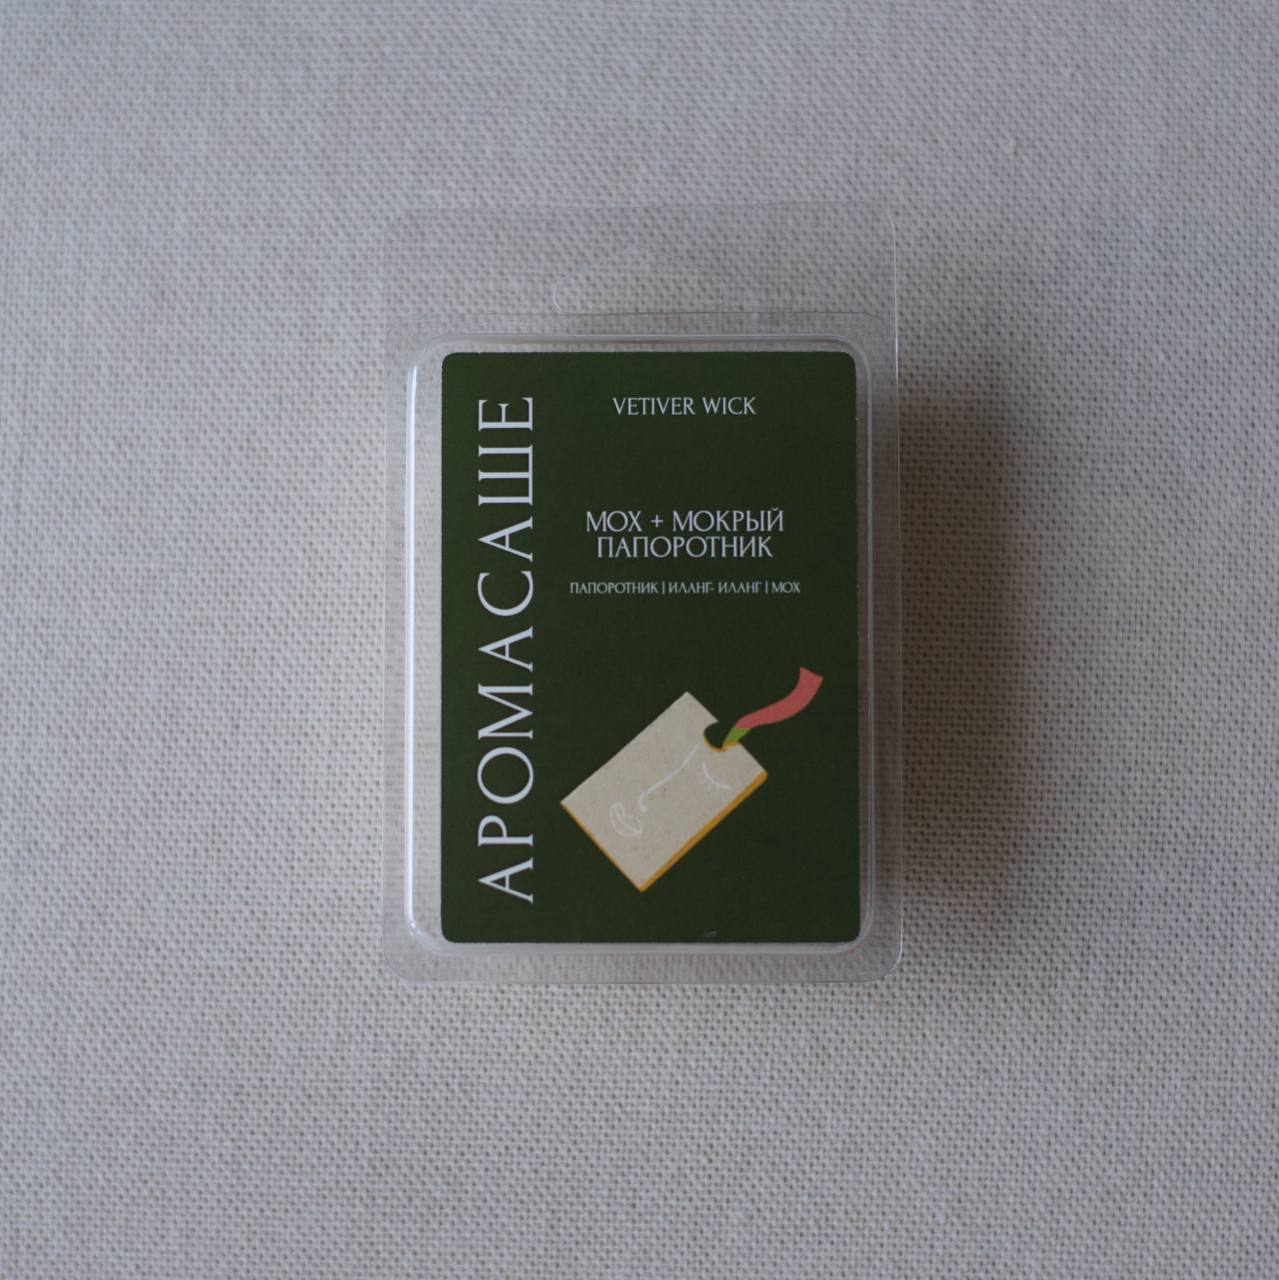 АРОМАСАШЕ
VETIVER WICK
МОХ + МОКРЫЙ
ПАПОРОТНИК
ПАПОРОТНИК | ИЛАНГ- ИЛАНГ | МОХ